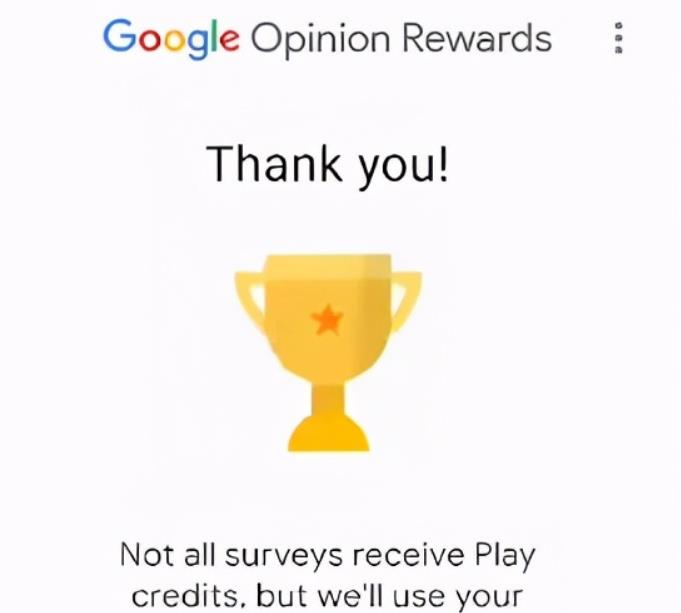 Google Opinion Rewards
Thank you!
Not all surveys receive Play
credits, but we'll use your